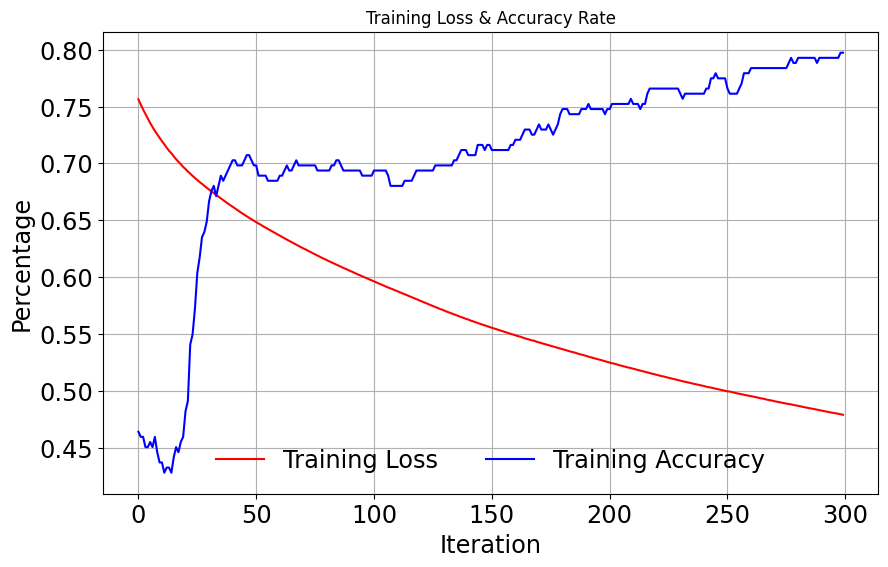 Training Loss & Accuracy Rate
0.80
0.75
0.70
0.65
0.60
0.55
0.50
0.45
Percentage
Training Loss
Training Accuracy
0 50 100 150 200 250 300
Iteration